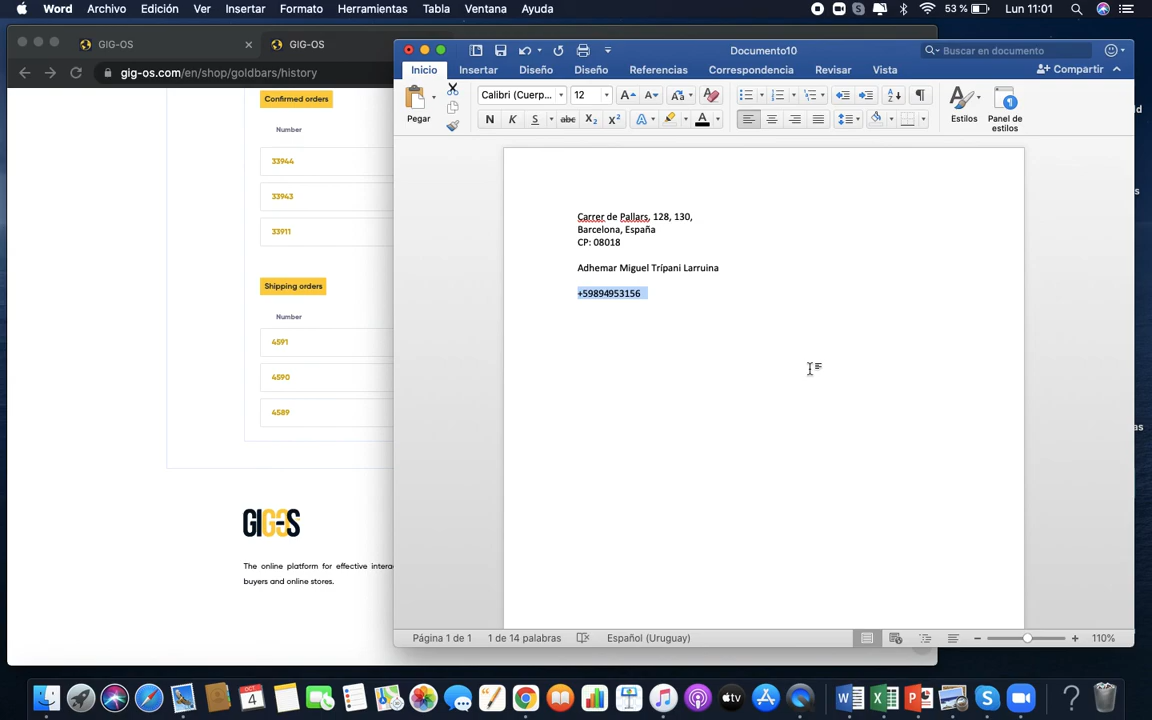 Word Archivo Edición Ver Insertar Formato Herramientas Tabla Ventana Ayuda
53 % Lun 11:01
GIG-OS
GIG-OS
gig-os.com/en/shop/goldbars/history
Confirmed orders
Number
33944
33943
33911
Shipping orders
Number
4591
4590
4589
GIG-OS
The online platform for effective intera
buyers and online stores.
Documento10
Buscar en documento
Inicio Insertar Diseño Diseño Referencias Correspondencia Revisar Vista
Compartir
Pegar
Calibri (Cuerp... 12
N K S abc X₂ X²
Estilos
Panel de
estilos
Carrer de Pallars, 128, 130,
Barcelona, España
CP: 08018
Adhemar Miguel Trípani Larruina
+59894953156
Página 1 de 1 1 de 14 palabras Español (Uruguay) 110%
OCT
4
tv